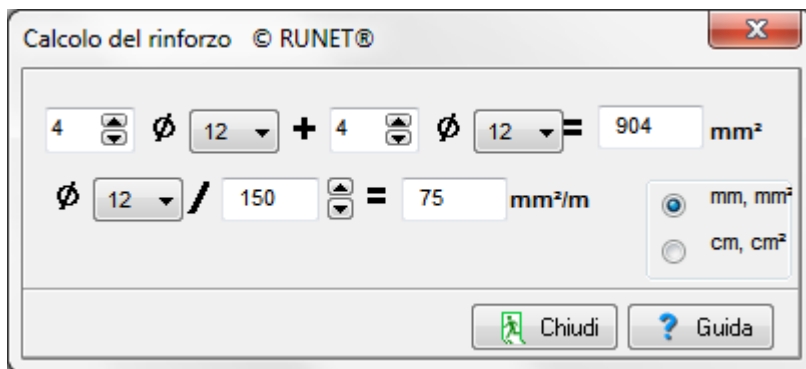 Calcolo del rinforzo © RUNET®
4 ϕ 12 + 4 ϕ 12 = 904 mm²
ϕ 12 / 150 = 75 mm²/m
mm, mm²
cm, cm²
Chiudi ? Guida